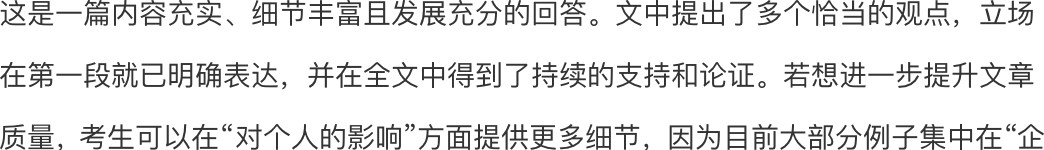 这是一篇内容充实、细节丰富且发展充分的回答。文中提出了多个恰当的观点，立场
在第一段就已明确表达，并在全文中得到了持续的支持和论证。若想进一步提升文章
质量，考生可以在“对个人的影响”方面提供更多细节，因为目前大部分例子集中在“企